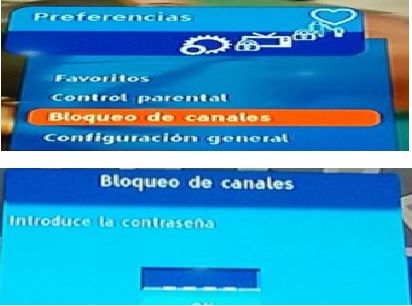 Preferencias
Favoritos
Control parental
Bloqueo de canales
Configuración general
Bloqueo de canales
Introduce la contraseña